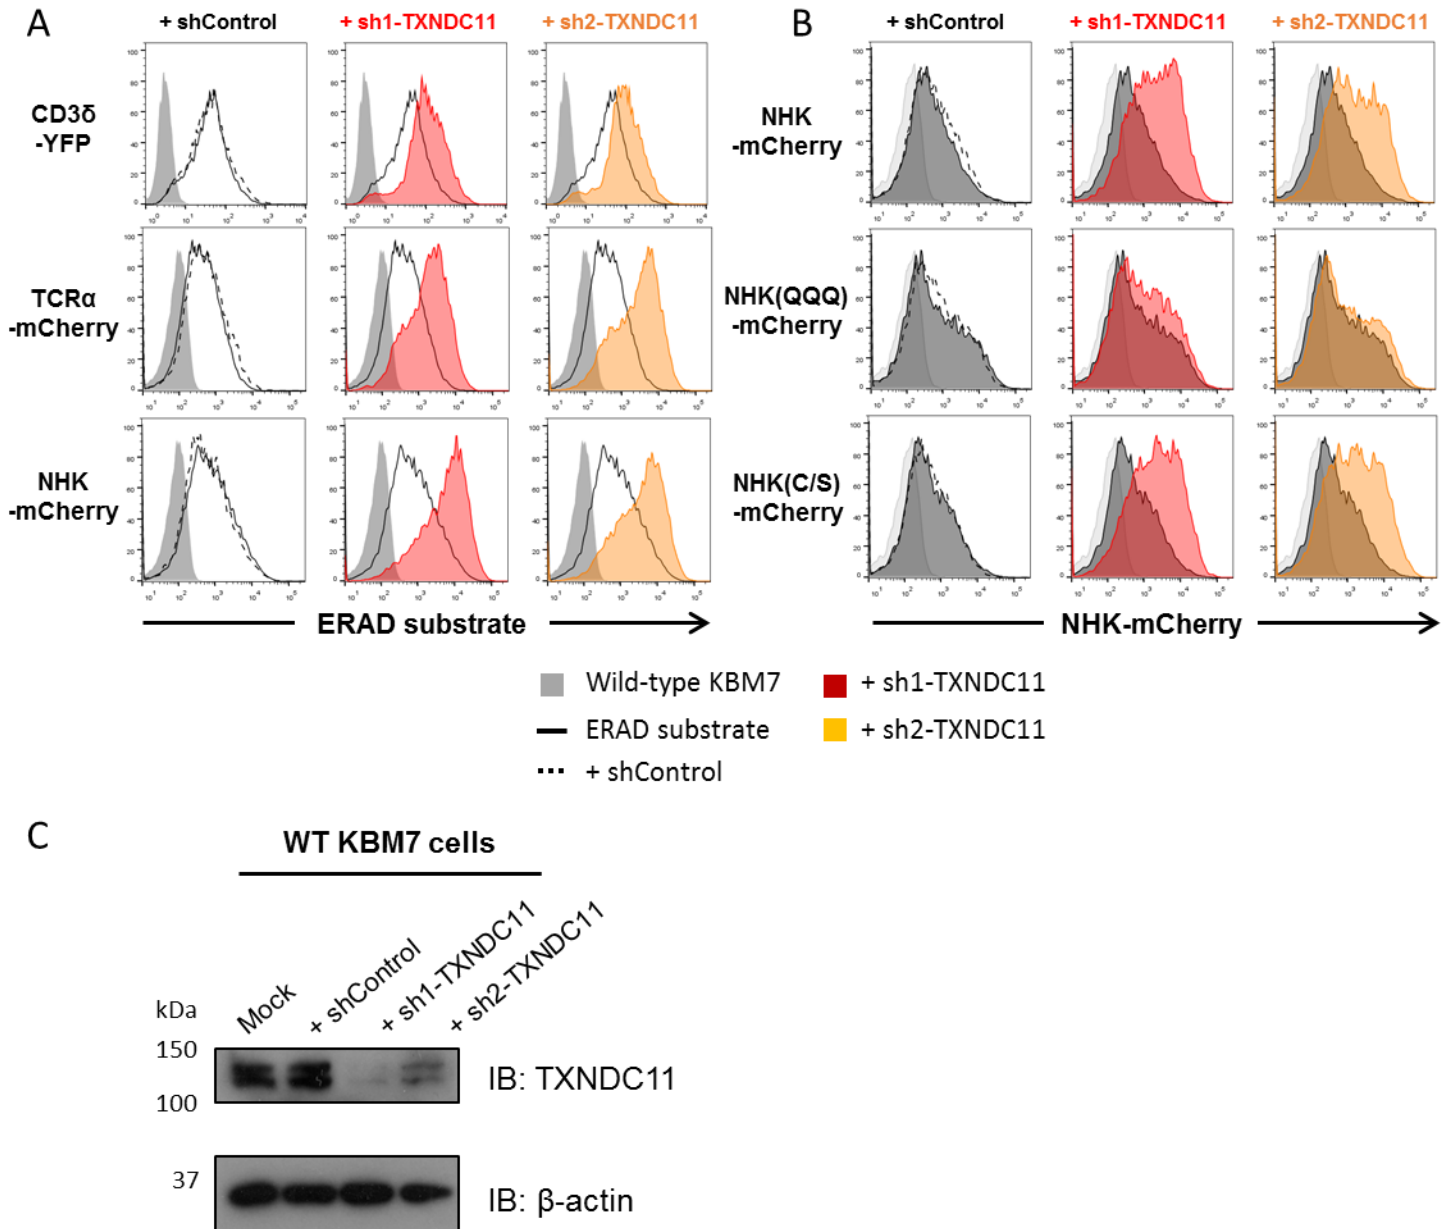 A
+ shControl
+ sh1-TXNDC11
+ sh2-TXNDC11
CD3δ
-YFP
TCRα
-mCherry
NHK
-mCherry
ERAD substrate
B
+ shControl
+ sh1-TXNDC11
+ sh2-TXNDC11
NHK
-mCherry
NHK(QQQ)
-mCherry
NHK(C/S)
-mCherry
NHK-mCherry
Wild-type KBM7
ERAD substrate
+ shControl
+ sh1-TXNDC11
+ sh2-TXNDC11
C
WT KBM7 cells
Mock
+ shControl
+ sh1-TXNDC11
+ sh2-TXNDC11
kDa
150
100
IB: TXNDC11
37
IB: β-actin